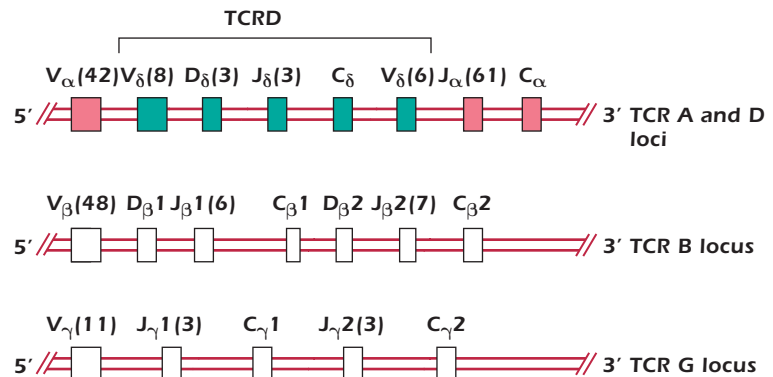 TCRD
Vα(42) Vδ(8) Dδ(3) Jδ(3) Cδ Vδ(6) Jα(61) Cα
5′ 3′ TCR A and D
loci
Vβ(48) Dβ1 Jβ1(6) Cβ1 Dβ2 Jβ2(7) Cβ2
5′ 3′ TCR B locus
Vγ(11) Jγ1(3) Cγ1 Jγ2(3) Cγ2
5′ 3′ TCR G locus